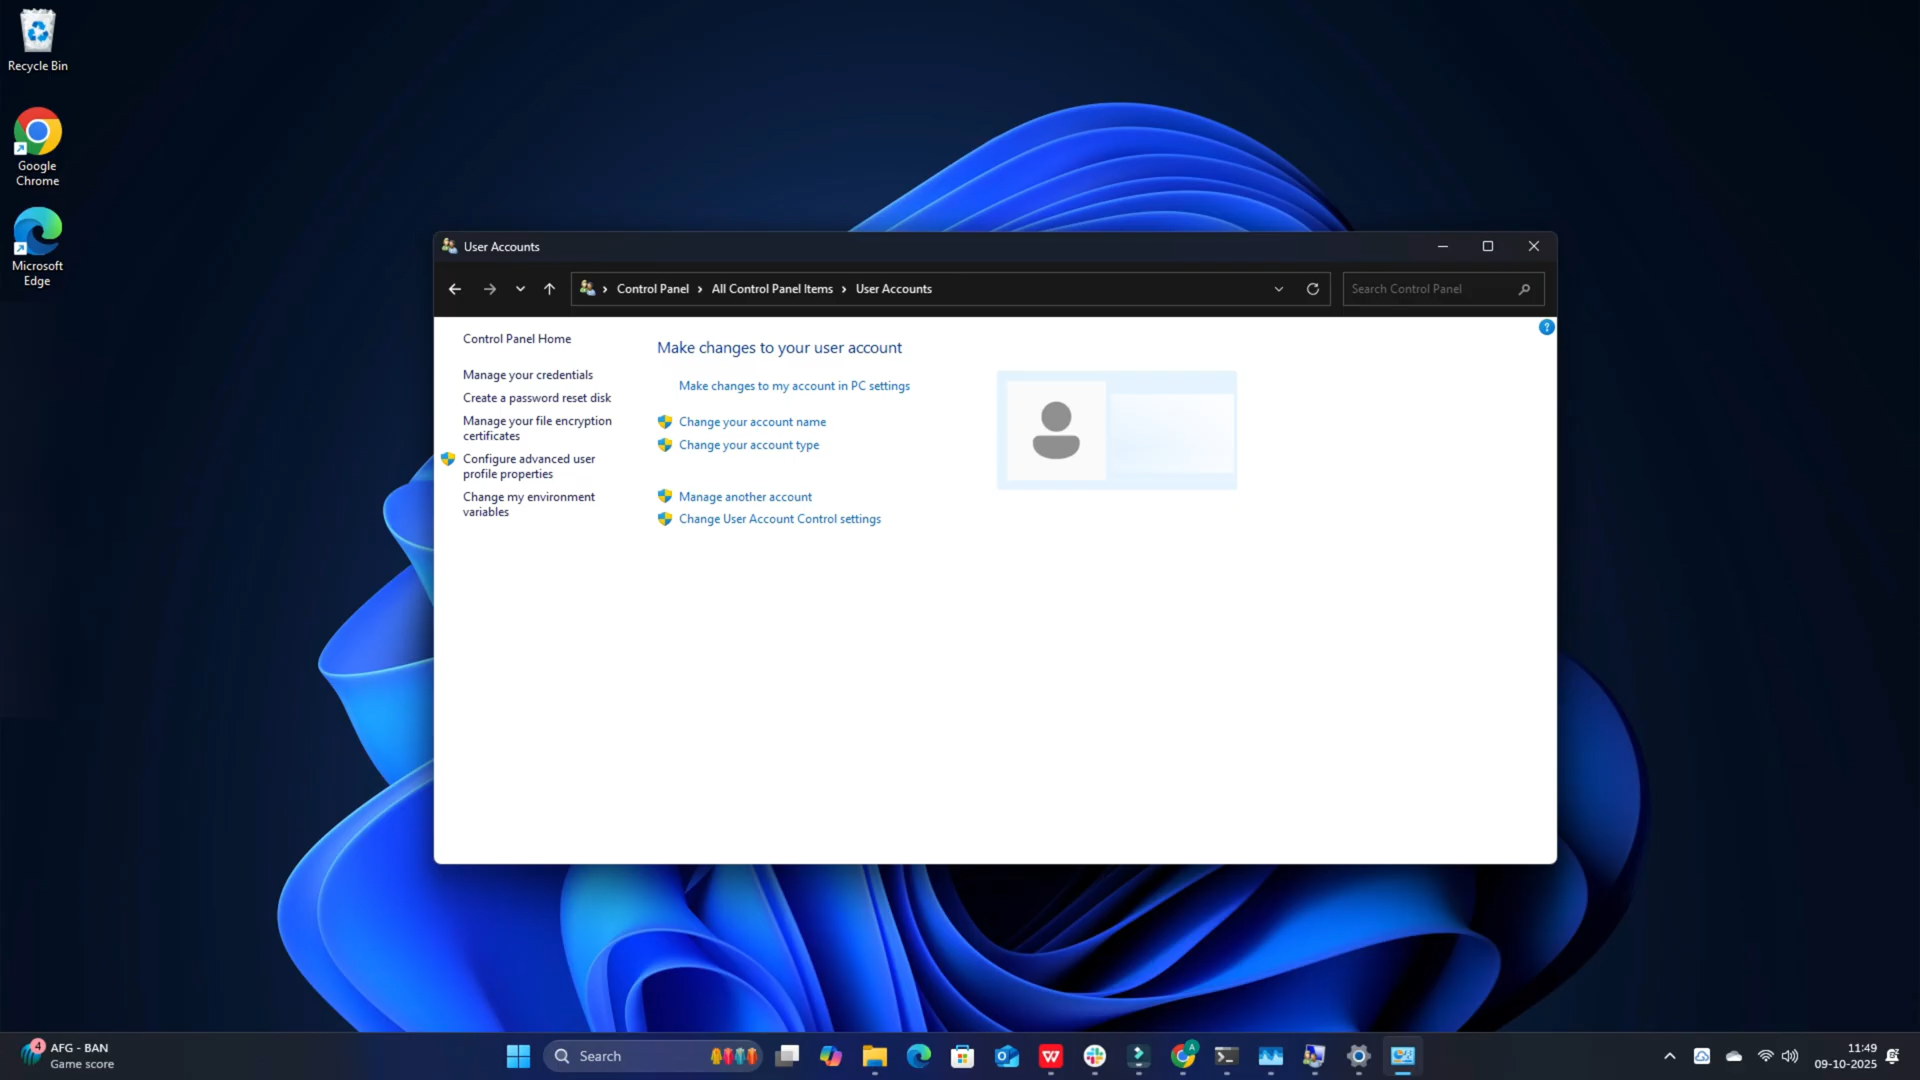 Recycle Bin
Google
Chrome
Microsoft
Edge
User Accounts
Control Panel
All Control Panel Items
User Accounts
Search Control Panel
?
Control Panel Home
Manage your credentials
Create a password reset disk
Manage your file encryption
certificates
Configure advanced user
profile properties
Change my environment
variables
Make changes to your user account
Make changes to my account in PC settings
Change your account name
Change your account type
Manage another account
Change User Account Control settings
4
AFG - BAN
Game score
Search
W
A
11:49
09-10-2025